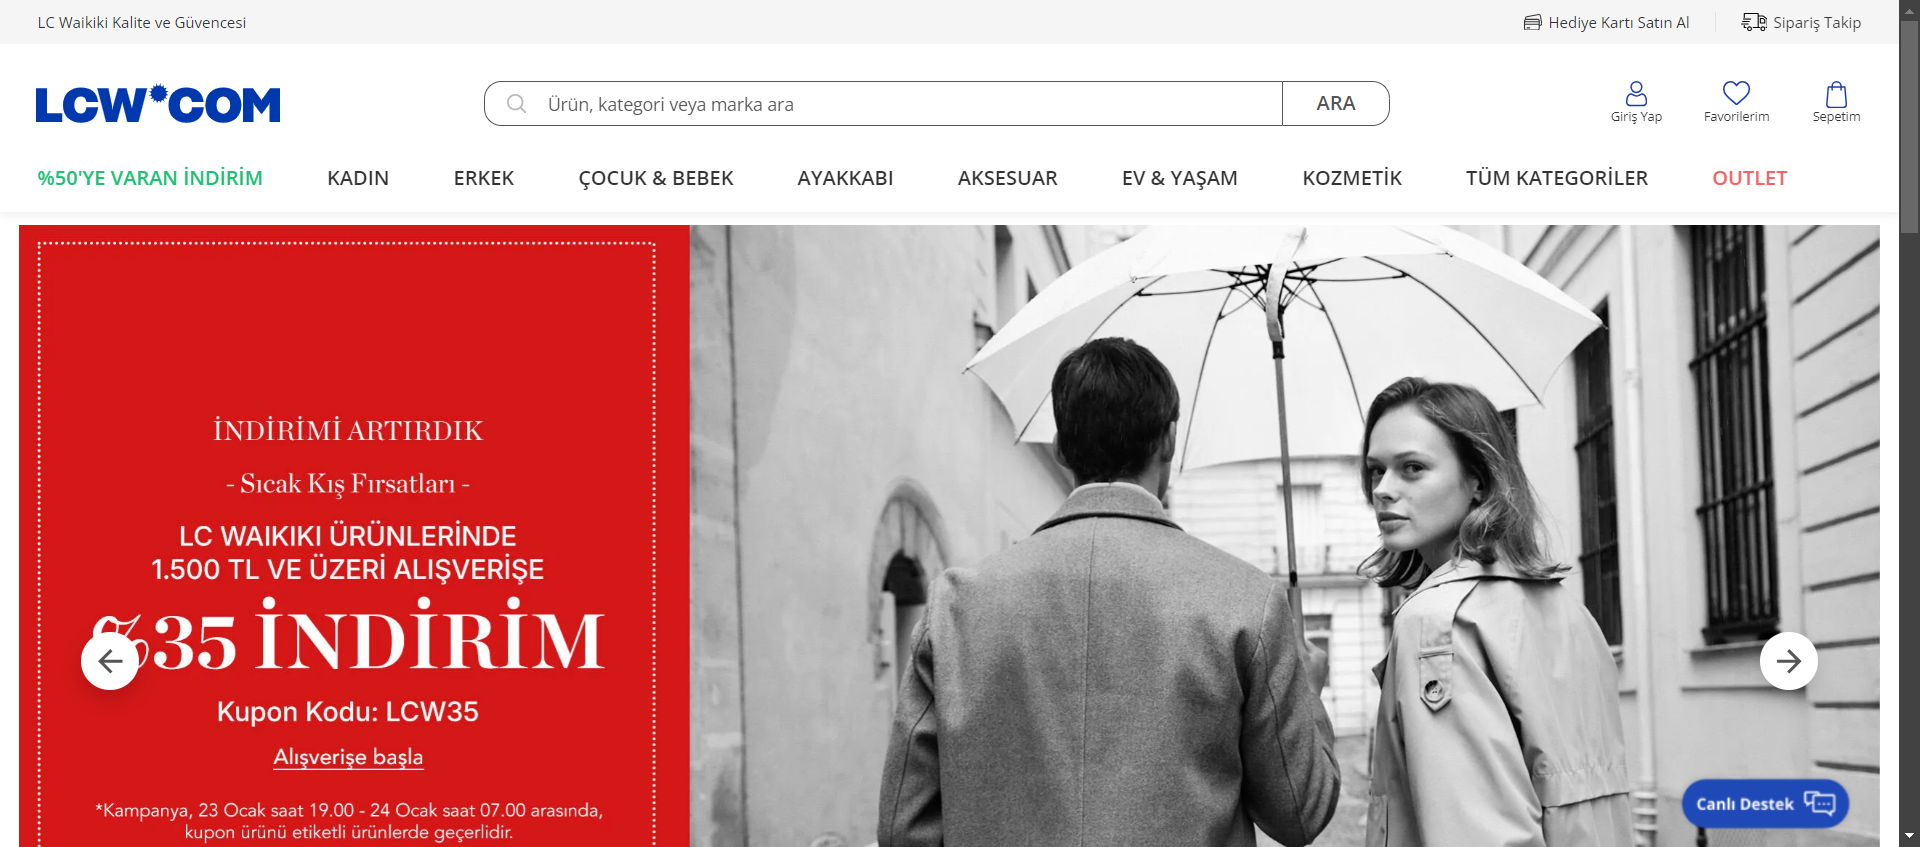 LC Waikiki Kalite ve Güvencesi
Hediye Kartı Satın Al
Sipariş Takip
LCW COM
Ürün, kategori veya marka ara
ARA
Giriş Yap
Favorilerim
Sepetim
%50'YE VARAN İNDİRİM
KADIN
ERKEK
ÇOCUK & BEBEK
AYAKKABI
AKSESUAR
EV & YAŞAM
KOZMETİK
TÜM KATEGORİLER
OUTLET
İNDİRİMİ ARTIRDIK
- Sıcak Kış Fırsatları -
LC WAIKIKI ÜRÜNLERİNDE
1.500 TL VE ÜZERİ ALIŞVERİŞE
%35 İNDİRİM
Kupon Kodu: LCW35
Alışverişe başla
*Kampanya, 23 Ocak saat 19.00 - 24 Ocak saat 07.00 arasında,
kupon ürünü etiketli ürünlerde geçerlidir.
Canlı Destek